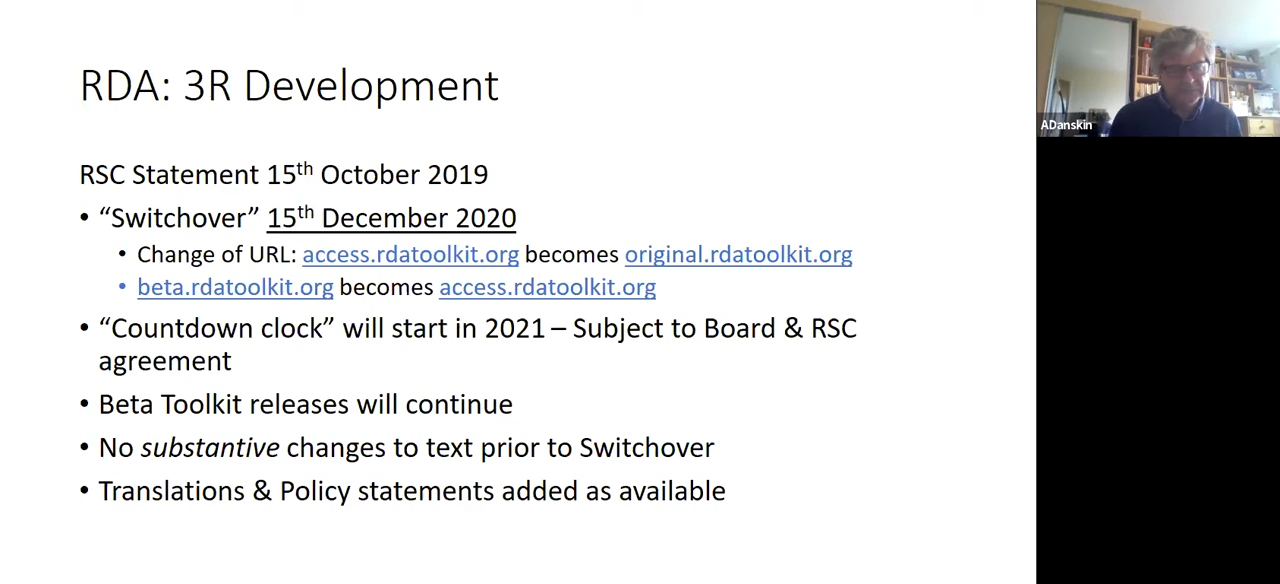 RDA: 3R Development
ADanskin
RSC Statement 15th October 2019
• “Switchover” 15th December 2020
• Change of URL: access.rdatoolkit.org becomes original.rdatoolkit.org
• beta.rdatoolkit.org becomes access.rdatoolkit.org
• “Countdown clock” will start in 2021 – Subject to Board & RSC
agreement
• Beta Toolkit releases will continue
• No substantive changes to text prior to Switchover
• Translations & Policy statements added as available